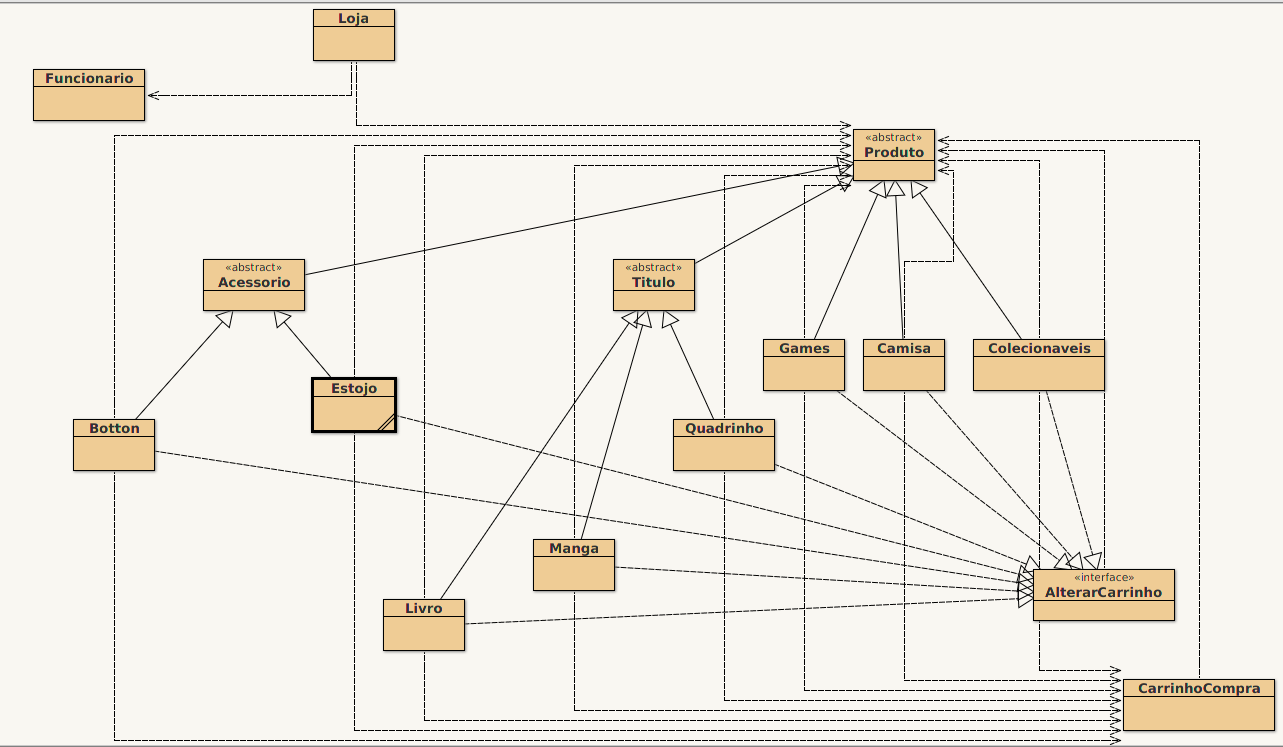 Loja
Funcionario
«abstract»
Produto
«abstract»
Acessorio
«abstract»
Titulo
Games
Camisa
Colecionaveis
Estojo
Botton
Quadrinho
Manga
«interface»
AlterarCarrinho
Livro
CarrinhoCompra